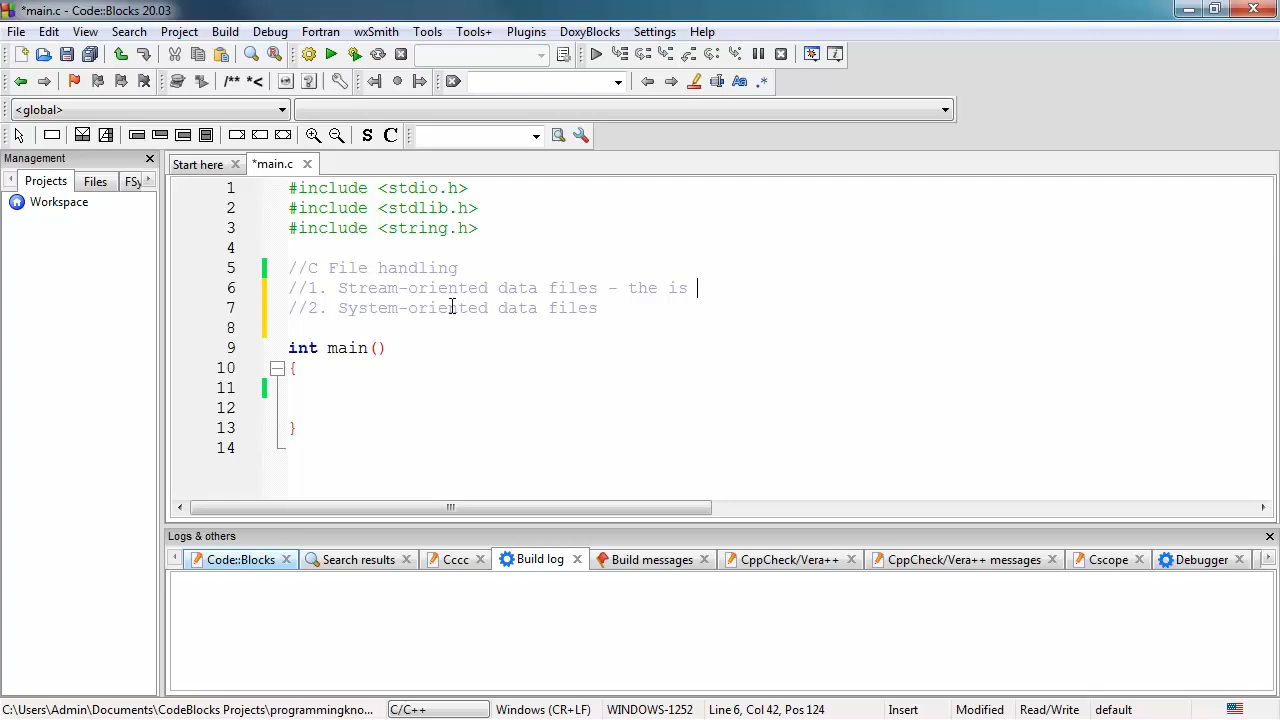 *main.c - Code::Blocks 20.03
File Edit View Search Project Build Debug Fortran wxSmith Tools Tools+ Plugins DoxyBlocks Settings Help
/** *<
<global>
S C
Management
Projects Files FSy
Workspace
Start here *main.c
1 #include <stdio.h>
2 #include <stdlib.h>
3 #include <string.h>
4
5 //C File handling
6 //1. Stream-oriented data files - the is
7 //2. System-oriented data files
8
9 int main()
10 {
11
12
13 }
14
Logs & others
Code::Blocks Search results Cccc Build log Build messages CppCheck/Vera++ CppCheck/Vera++ messages Cscope Debugger
C:\Users\Admin\Documents\CodeBlocks Projects\programmingkno... C/C++ Windows (CR+LF) WINDOWS-1252 Line 6, Col 42, Pos 124 Insert Modified Read/Write default